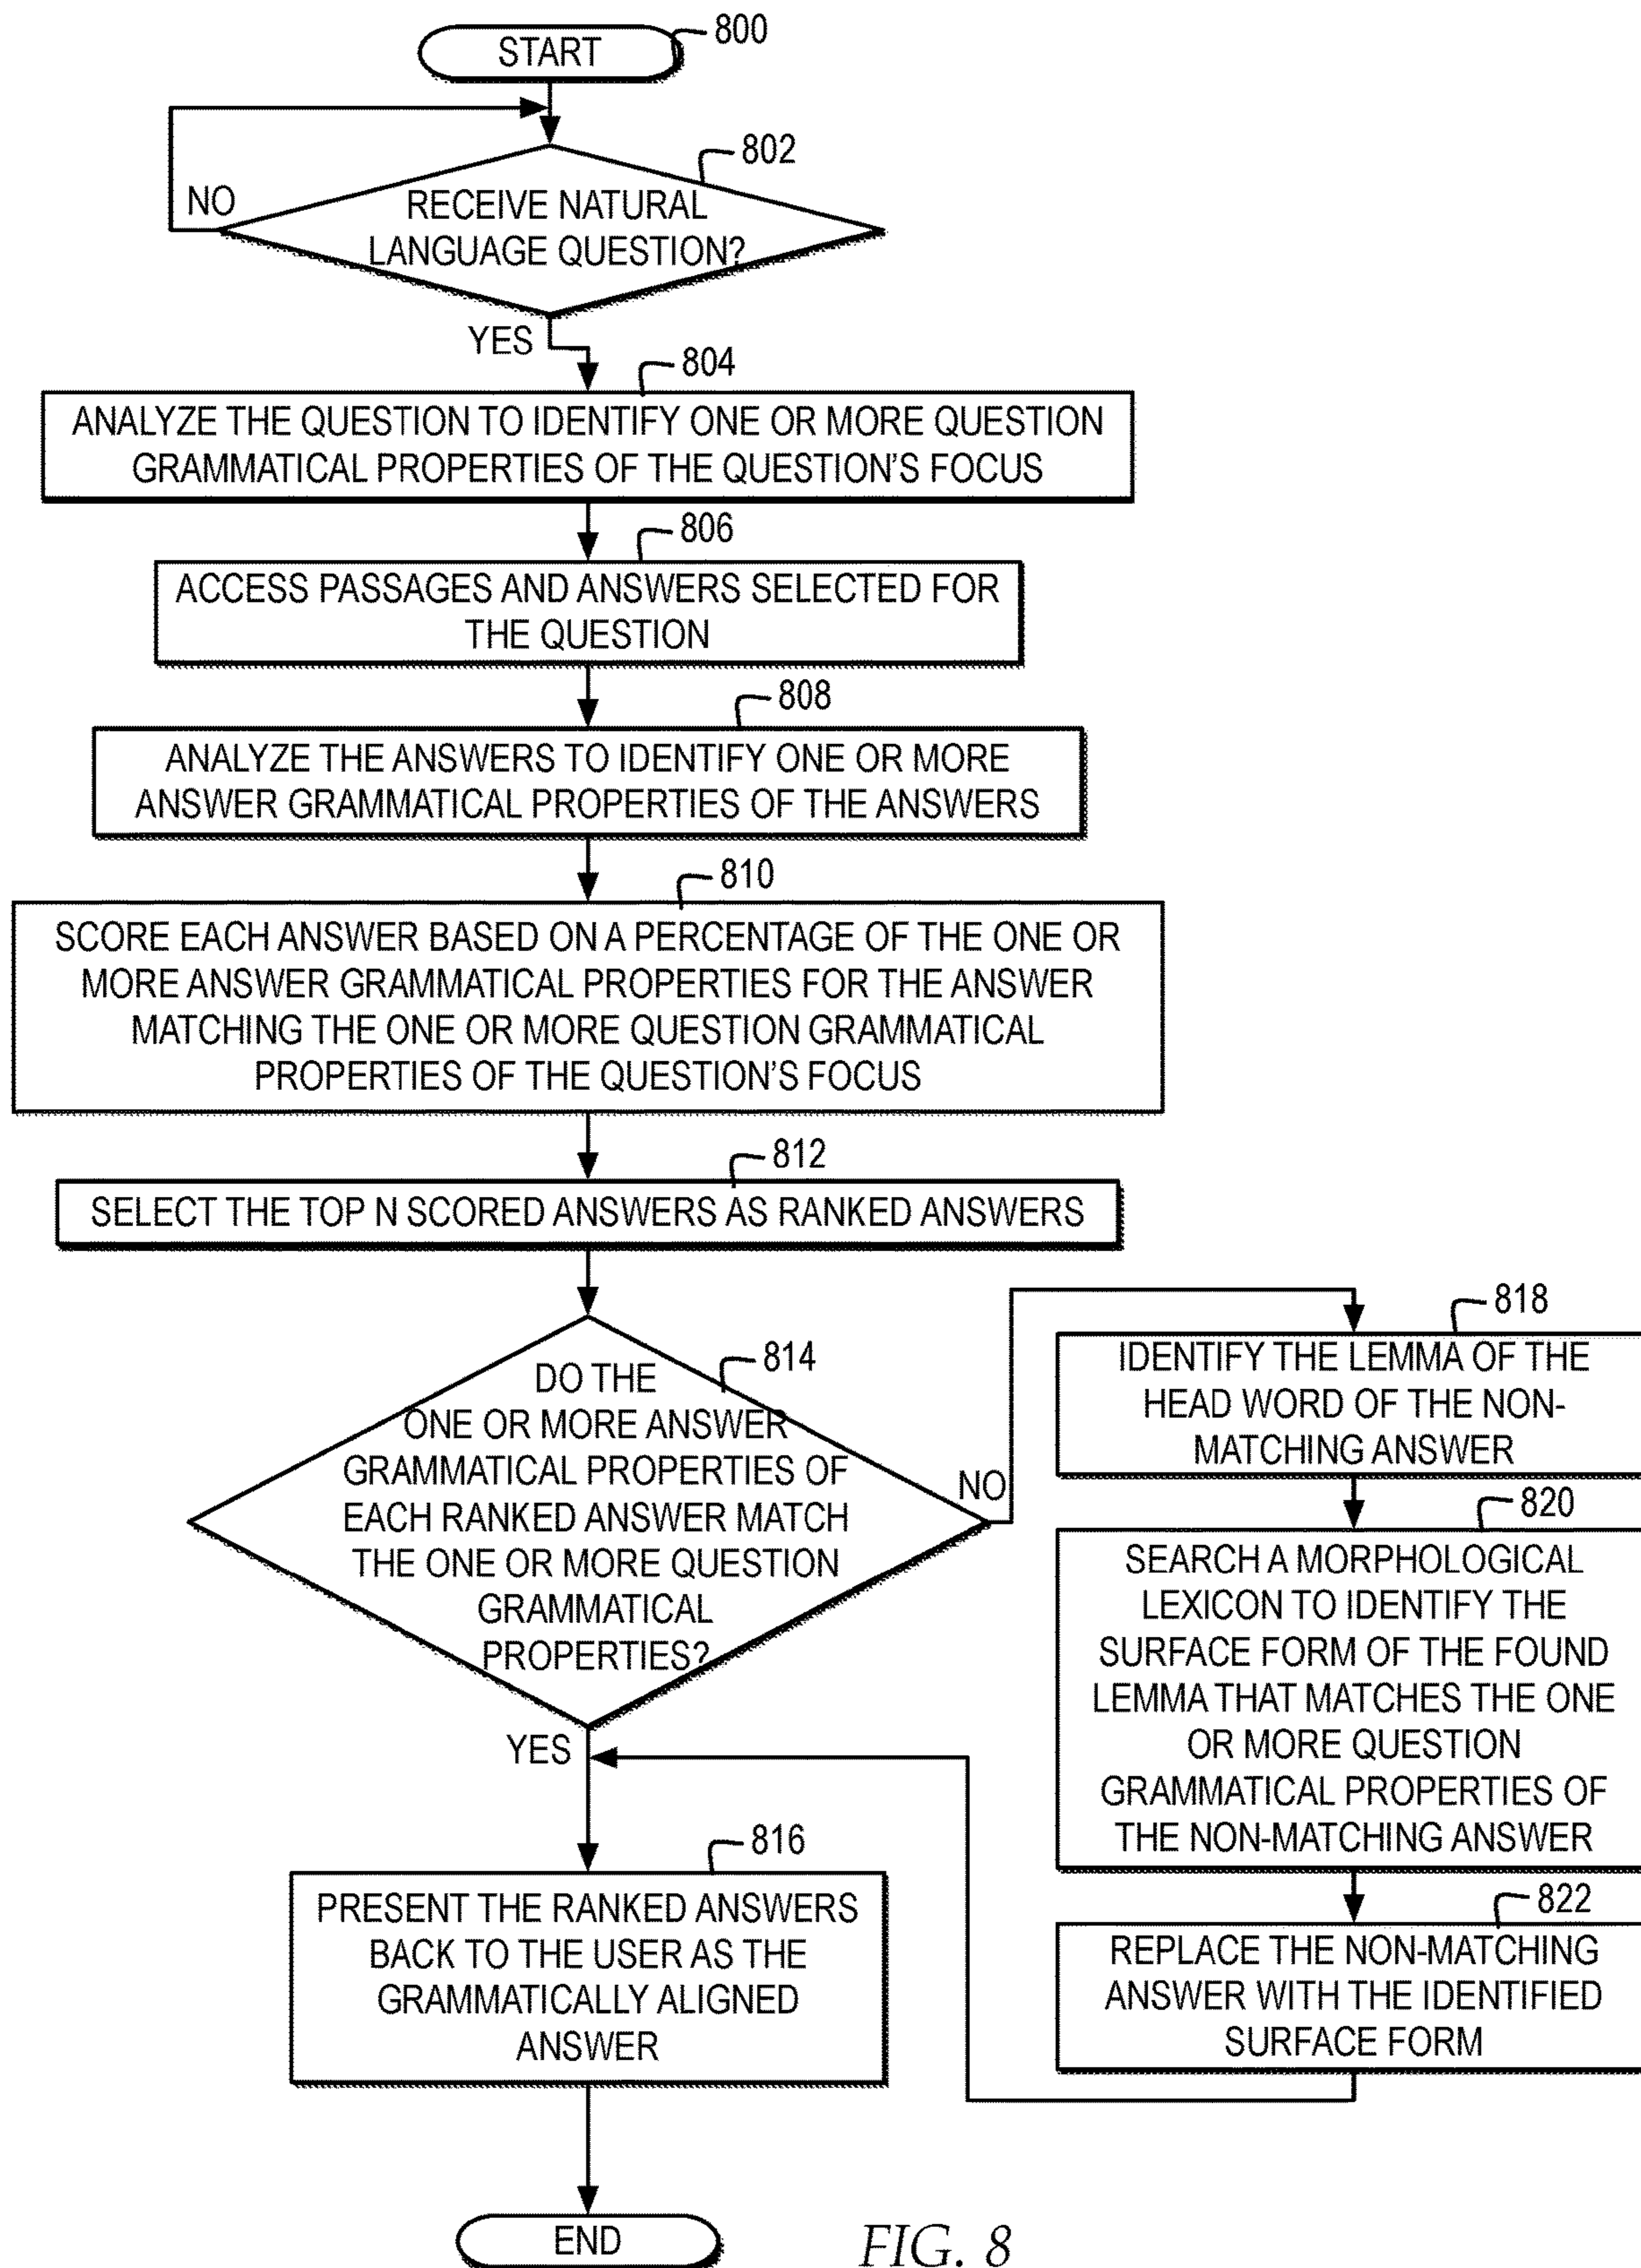 START
800
802
NO
RECEIVE NATURAL
LANGUAGE QUESTION?
YES
804
ANALYZE THE QUESTION TO IDENTIFY ONE OR MORE QUESTION
GRAMMATICAL PROPERTIES OF THE QUESTION'S FOCUS
806
ACCESS PASSAGES AND ANSWERS SELECTED FOR
THE QUESTION
808
ANALYZE THE ANSWERS TO IDENTIFY ONE OR MORE
ANSWER GRAMMATICAL PROPERTIES OF THE ANSWERS
810
SCORE EACH ANSWER BASED ON A PERCENTAGE OF THE ONE OR
MORE ANSWER GRAMMATICAL PROPERTIES FOR THE ANSWER
MATCHING THE ONE OR MORE QUESTION GRAMMATICAL
PROPERTIES OF THE QUESTION'S FOCUS
812
SELECT THE TOP N SCORED ANSWERS AS RANKED ANSWERS
814
DO THE
ONE OR MORE ANSWER
GRAMMATICAL PROPERTIES OF
EACH RANKED ANSWER MATCH
THE ONE OR MORE QUESTION
GRAMMATICAL
PROPERTIES?
NO
YES
818
IDENTIFY THE LEMMA OF THE
HEAD WORD OF THE NON-
MATCHING ANSWER
820
SEARCH A MORPHOLOGICAL
LEXICON TO IDENTIFY THE
SURFACE FORM OF THE FOUND
LEMMA THAT MATCHES THE ONE
OR MORE QUESTION
GRAMMATICAL PROPERTIES OF
THE NON-MATCHING ANSWER
822
REPLACE THE NON-MATCHING
ANSWER WITH THE IDENTIFIED
SURFACE FORM
816
PRESENT THE RANKED ANSWERS
BACK TO THE USER AS THE
GRAMMATICALLY ALIGNED
ANSWER
END
FIG. 8